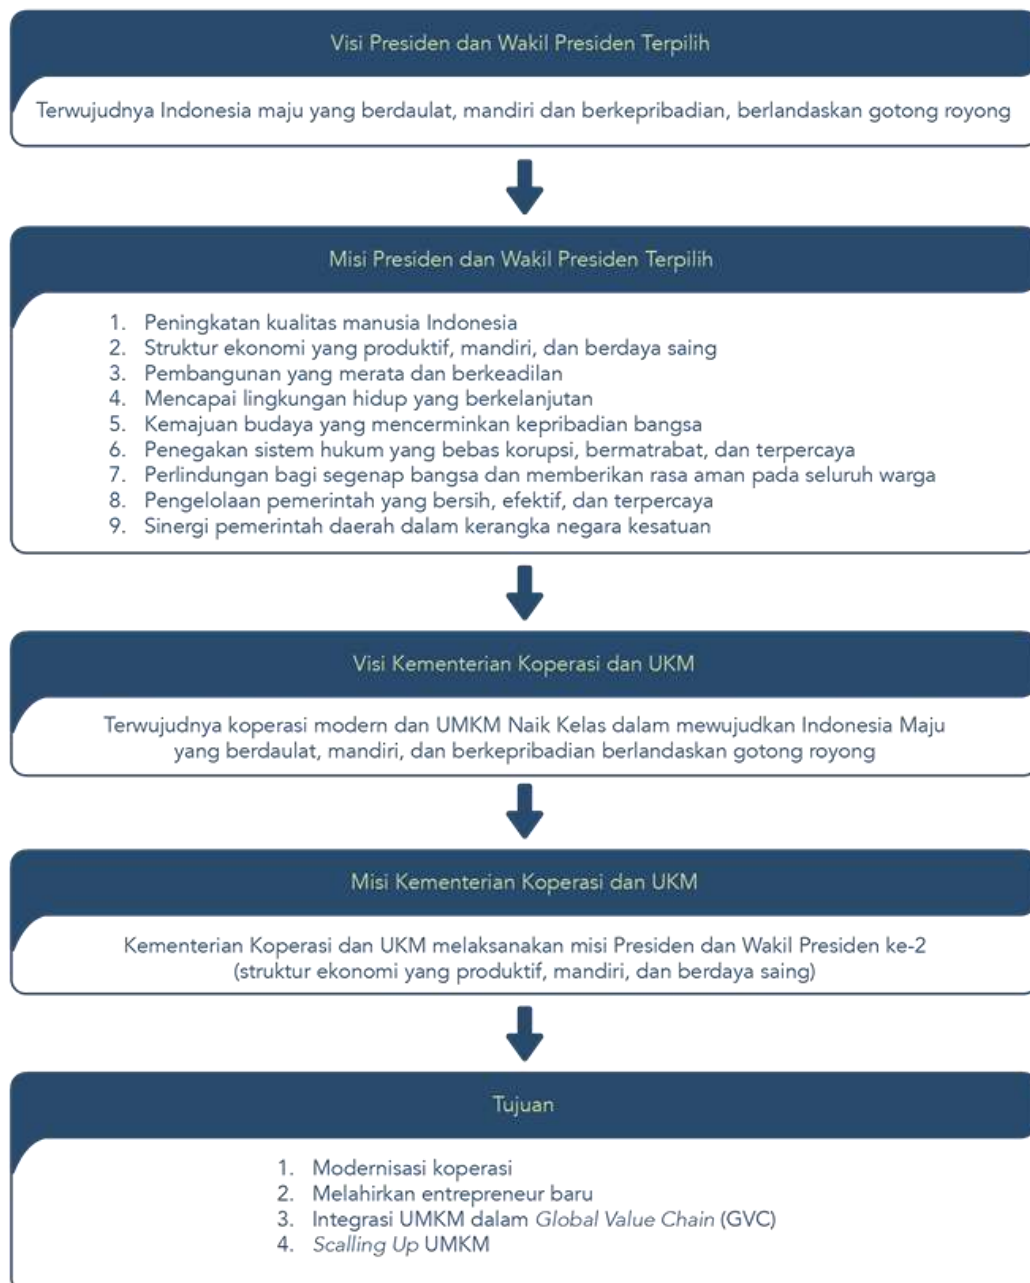 Visi Presiden dan Wakil Presiden Terpilih
Terwujudnya Indonesia maju yang berdaulat, mandiri dan berkepribadian, berlandaskan gotong royong
Misi Presiden dan Wakil Presiden Terpilih
1. Peningkatan kualitas manusia Indonesia
2. Struktur ekonomi yang produktif, mandiri, dan berdaya saing
3. Pembangunan yang merata dan berkeadilan
4. Mencapai lingkungan hidup yang berkelanjutan
5. Kemajuan budaya yang mencerminkan kepribadian bangsa
6. Penegakan sistem hukum yang bebas korupsi, bermatrabat, dan terpercaya
7. Perlindungan bagi segenap bangsa dan memberikan rasa aman pada seluruh warga
8. Pengelolaan pemerintah yang bersih, efektif, dan terpercaya
9. Sinergi pemerintah daerah dalam kerangka negara kesatuan
Visi Kementerian Koperasi dan UKM
Terwujudnya koperasi modern dan UMKM Naik Kelas dalam mewujudkan Indonesia Maju
yang berdaulat, mandiri, dan berkepribadian berlandaskan gotong royong
Misi Kementerian Koperasi dan UKM
Kementerian Koperasi dan UKM melaksanakan misi Presiden dan Wakil Presiden ke-2
(struktur ekonomi yang produktif, mandiri, dan berdaya saing)
Tujuan
1. Modernisasi koperasi
2. Melahirkan entrepreneur baru
3. Integrasi UMKM dalam Global Value Chain (GVC)
4. Scalling Up UMKM